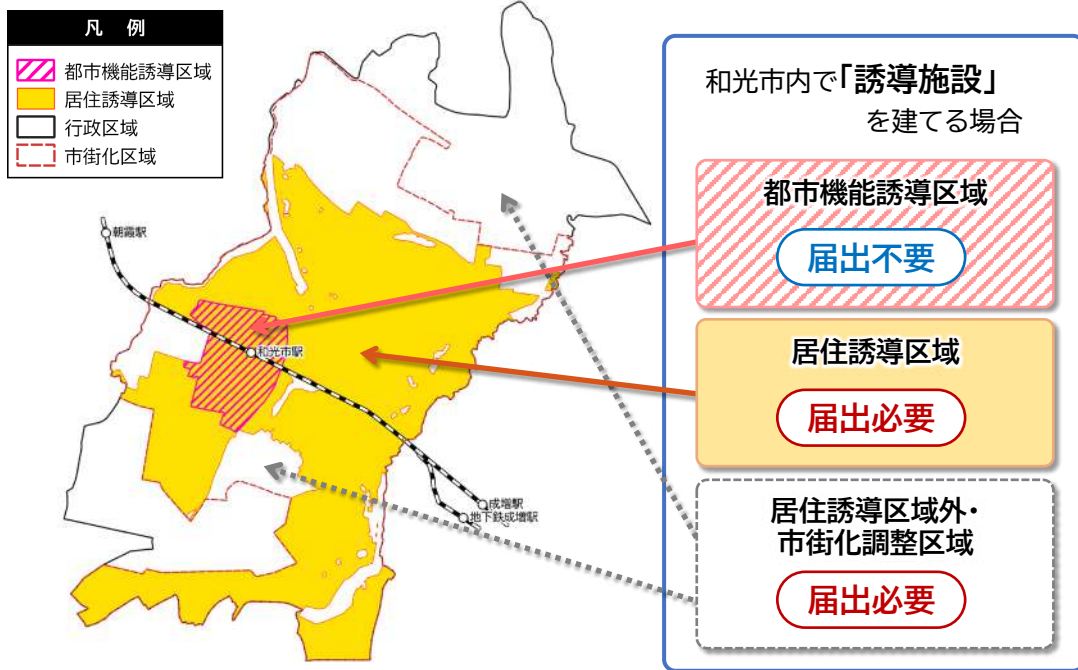 凡 例
都市機能誘導区域
居住誘導区域
行政区域
市街化区域
朝霞駅
和光市駅
成増駅
地下鉄成増駅
和光市内で「誘導施設」
を建てる場合
都市機能誘導区域
届出不要
居住誘導区域
届出必要
居住誘導区域外・
市街化調整区域
届出必要